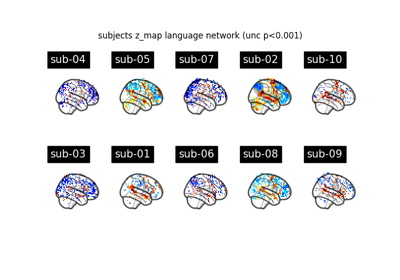 subjects z_map language network (unc p<0.001)
sub-04 sub-05 sub-07 sub-02 sub-10
sub-03 sub-01 sub-06 sub-08 sub-09